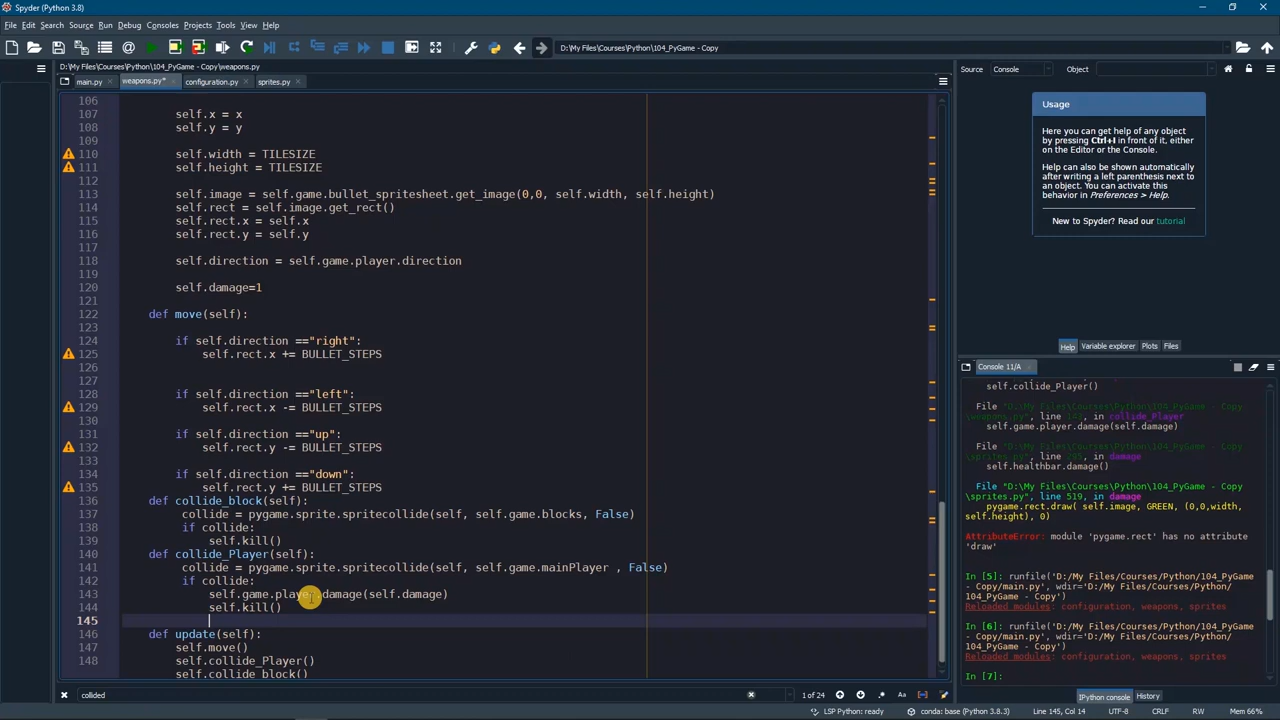 Spyder (Python 3.8)
File Edit Search Source Run Debug Consoles Projects Tools View Help
D:\My Files\Courses\Python\104_PyGame - Copy
D:\My Files\Courses\Python\104_PyGame - Copy\weapons.py
main.py weapons.py* configuration.py sprites.py
106
107 self.x = x
108 self.y = y
109
110 self.width = TILESIZE
111 self.height = TILESIZE
112
113 self.image = self.game.bullet_spritesheet.get_image(0,0, self.width, self.height)
114 self.rect = self.image.get_rect()
115 self.rect.x = self.x
116 self.rect.y = self.y
117
118 self.direction = self.game.player.direction
119
120 self.damage=1
121
122 def move(self):
123
124 if self.direction =="right":
125 self.rect.x += BULLET_STEPS
126
127
128 if self.direction =="left":
129 self.rect.x -= BULLET_STEPS
130
131 if self.direction =="up":
132 self.rect.y -= BULLET_STEPS
133
134 if self.direction =="down":
135 self.rect.y += BULLET_STEPS
136 def collide_block(self):
137 collide = pygame.sprite.spritecollide(self, self.game.blocks, False)
138 if collide:
139 self.kill()
140 def collide_Player(self):
141 collide = pygame.sprite.spritecollide(self, self.game.mainPlayer , False)
142 if collide:
143 self.game.player.damage(self.damage)
144 self.kill()
145
146 def update(self):
147 self.move()
148 self.collide_Player()
self.collide_block()
collided
1 of 24
Aa
Source Console Object
Usage
Here you can get help of any object
by pressing Ctrl+I in front of it, either
on the Editor or the Console.
Help can also be shown automatically
after writing a left parenthesis next to
an object. You can activate this
behavior in Preferences > Help.
New to Spyder? Read our tutorial
Help Variable explorer Plots Files
Console 11/A
self.collide_Player()
File "D:\My Files\Courses\Python\104_PyGame - Copy
\weapons.py", line 142, in collide_Player
self.game.player.damage(self.damage)
File "D:\My Files\Courses\Python\104_PyGame - Copy
\sprites.py", line 295, in damage
self.healthbar.damage()
File "D:\My Files\Courses\Python\104_PyGame - Copy
\sprites.py", line 519, in damage
pygame.rect.draw( self.image, GREEN, (0,0,width,
self.height), 0)
AttributeError: module 'pygame.rect' has no attribute
'draw'
In [5]: runfile('D:/My Files/Courses/Python/104_PyGame
- Copy/main.py', wdir='D:/My Files/Courses/Python/
104_PyGame - Copy')
Reloaded modules: configuration, weapons, sprites
In [6]: runfile('D:/My Files/Courses/Python/104_PyGame
- Copy/main.py', wdir='D:/My Files/Courses/Python/
104_PyGame - Copy')
Reloaded modules: configuration, weapons, sprites
In [7]:
IPython console History
LSP Python: ready conda: base (Python 3.8.3) Line 145, Col 14 UTF-8 CRLF RW Mem 66%